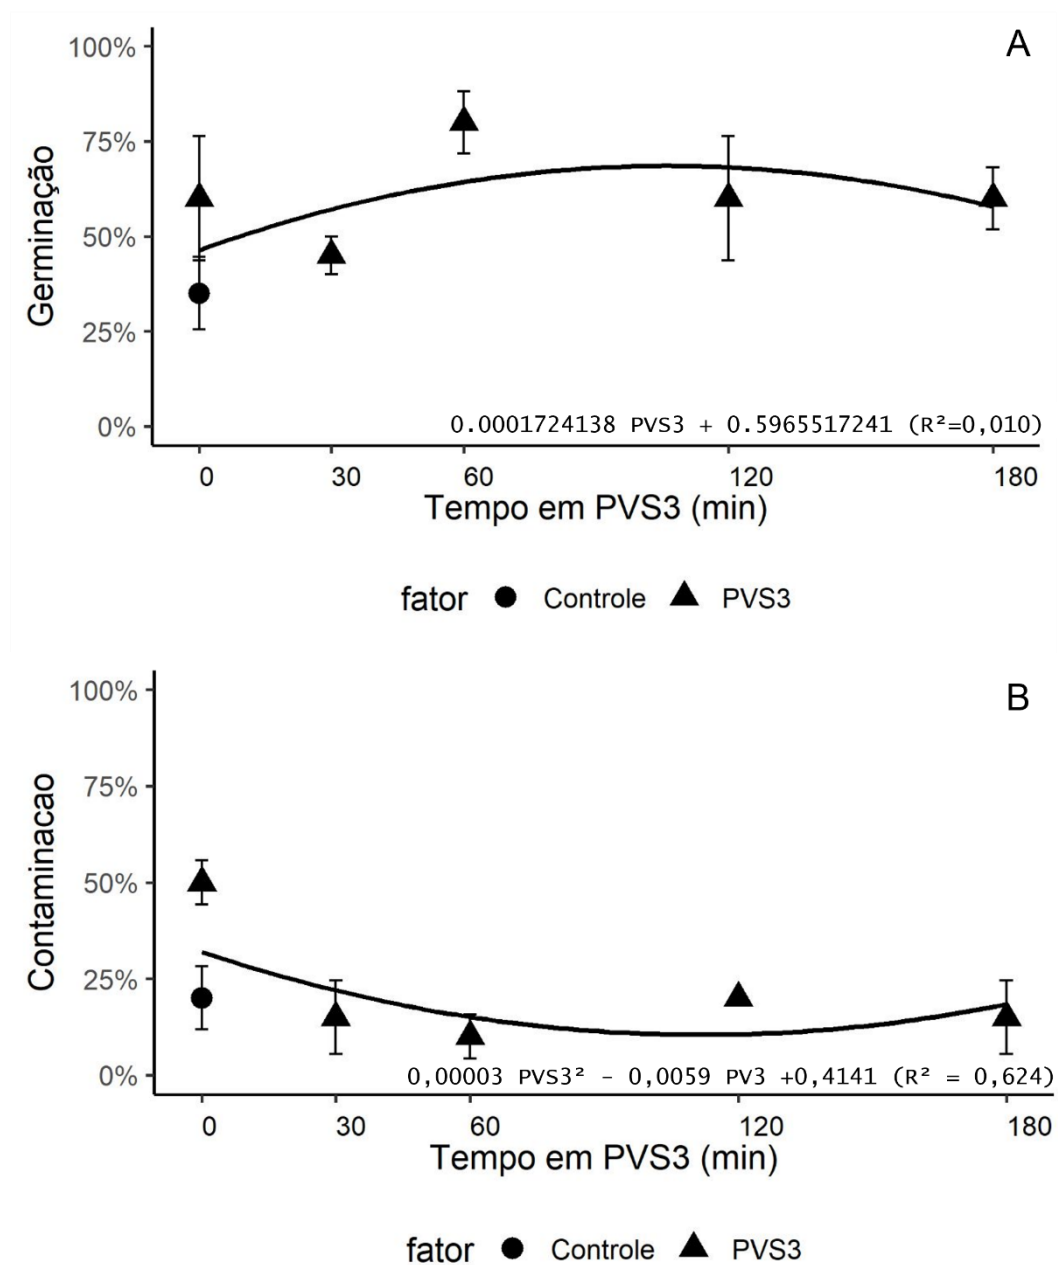 A
100%
75%
50%
25%
0%
Germinação
0.0001724138 PVS3 + 0.5965517241 (R²=0,010)
0 30 60 120 180
Tempo em PVS3 (min)
fator Controle PVS3
B
100%
75%
50%
25%
0%
Contaminacao
0,00003 PVS3² - 0,0059 PV3 +0,4141 (R² = 0,624)
0 30 60 120 180
Tempo em PVS3 (min)
fator Controle PVS3